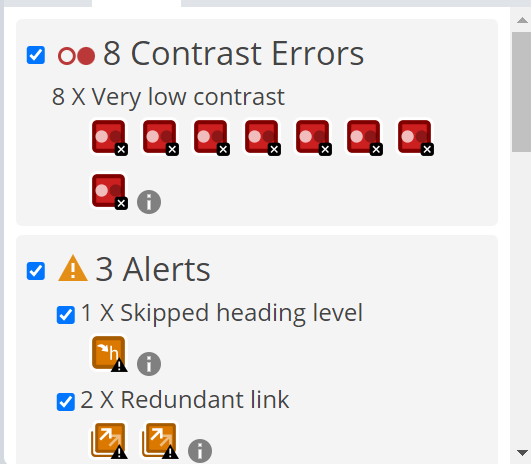 8 Contrast Errors
8 X Very low contrast
3 Alerts
1 X Skipped heading level
h
2 X Redundant link